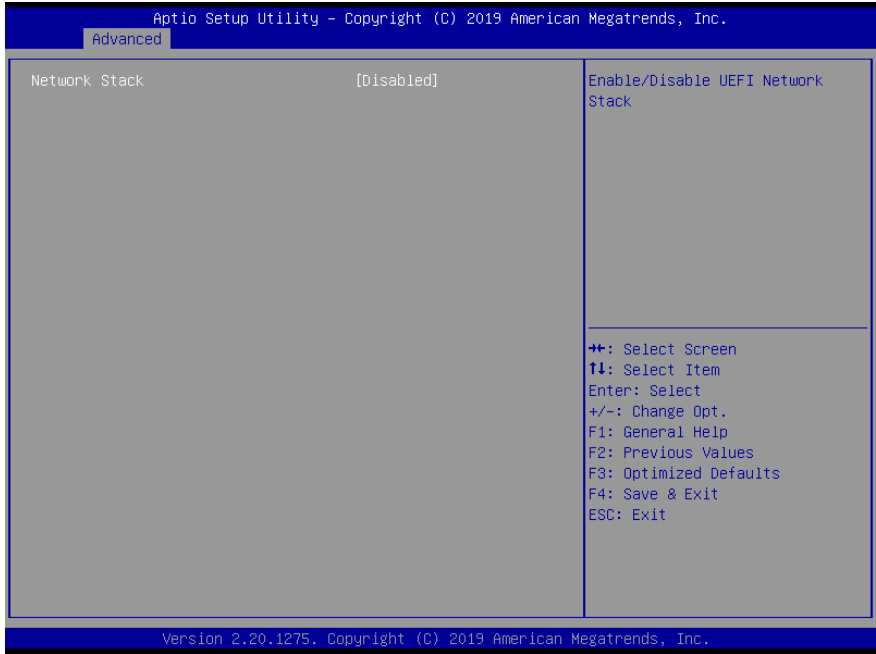 Aptio Setup Utility – Copyright (C) 2019 American Megatrends, Inc.
Advanced
Network Stack [Disabled]
Enable/Disable UEFI Network
Stack
→←: Select Screen
↑↓: Select Item
Enter: Select
+/-: Change Opt.
F1: General Help
F2: Previous Values
F3: Optimized Defaults
F4: Save & Exit
ESC: Exit
Version 2.20.1275. Copyright (C) 2019 American Megatrends, Inc.